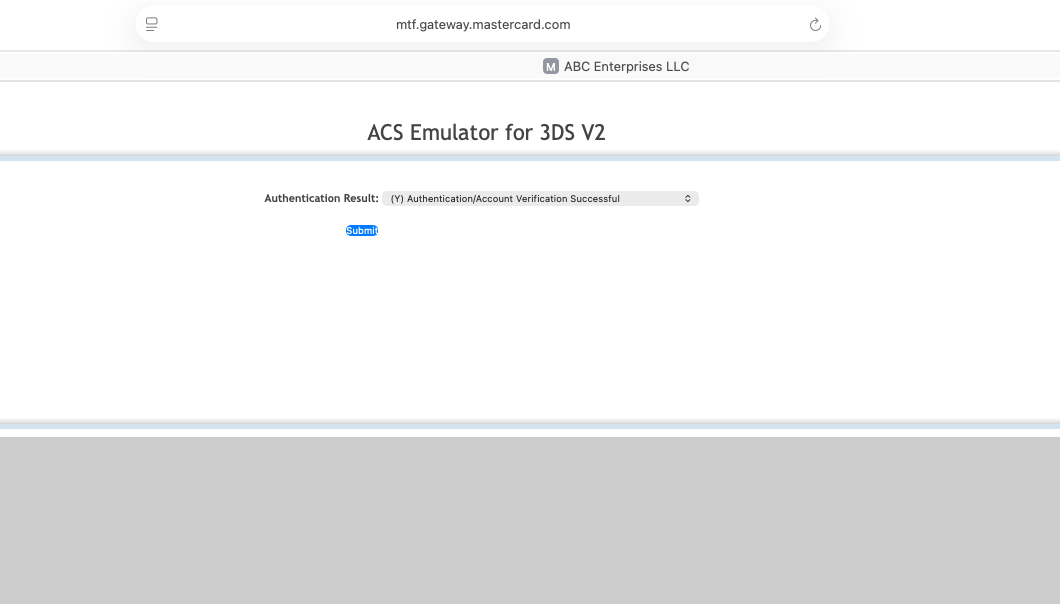 mtf.gateway.mastercard.com
M ABC Enterprises LLC
ACS Emulator for 3DS V2
Authentication Result: (Y) Authentication/Account Verification Successful
Submit